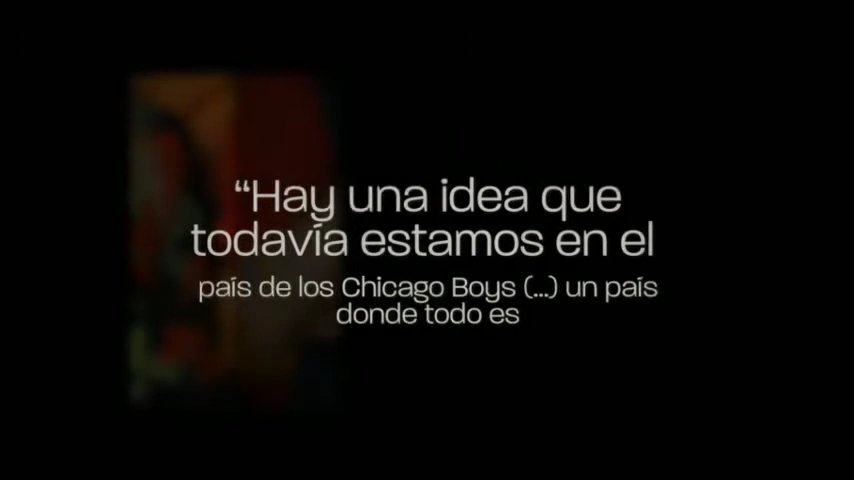 “Hay una idea que
todavía estamos en el
país de los Chicago Boys (...) un país
donde todo es